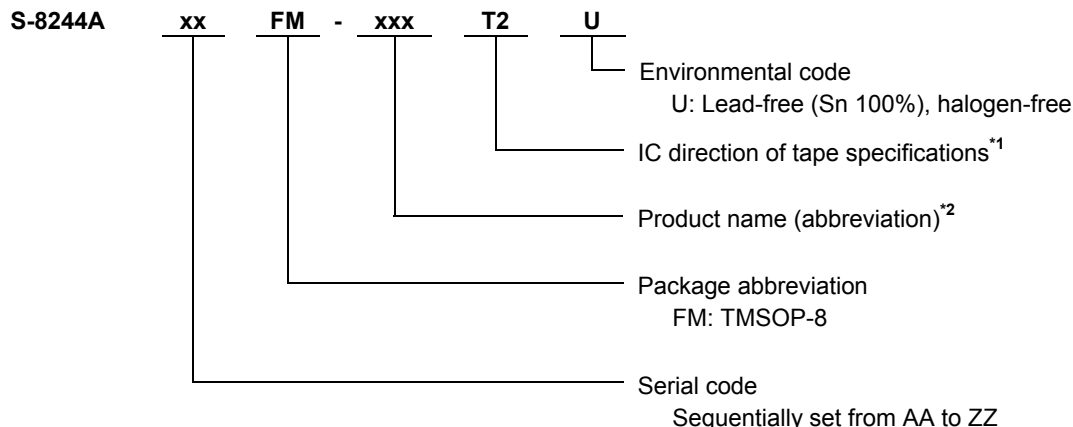 S-8244A xx FM - xxx T2 U
Environmental code
U: Lead-free (Sn 100%), halogen-free
IC direction of tape specifications*1
Product name (abbreviation)*2
Package abbreviation
FM: TMSOP-8
Serial code
Sequentially set from AA to ZZ